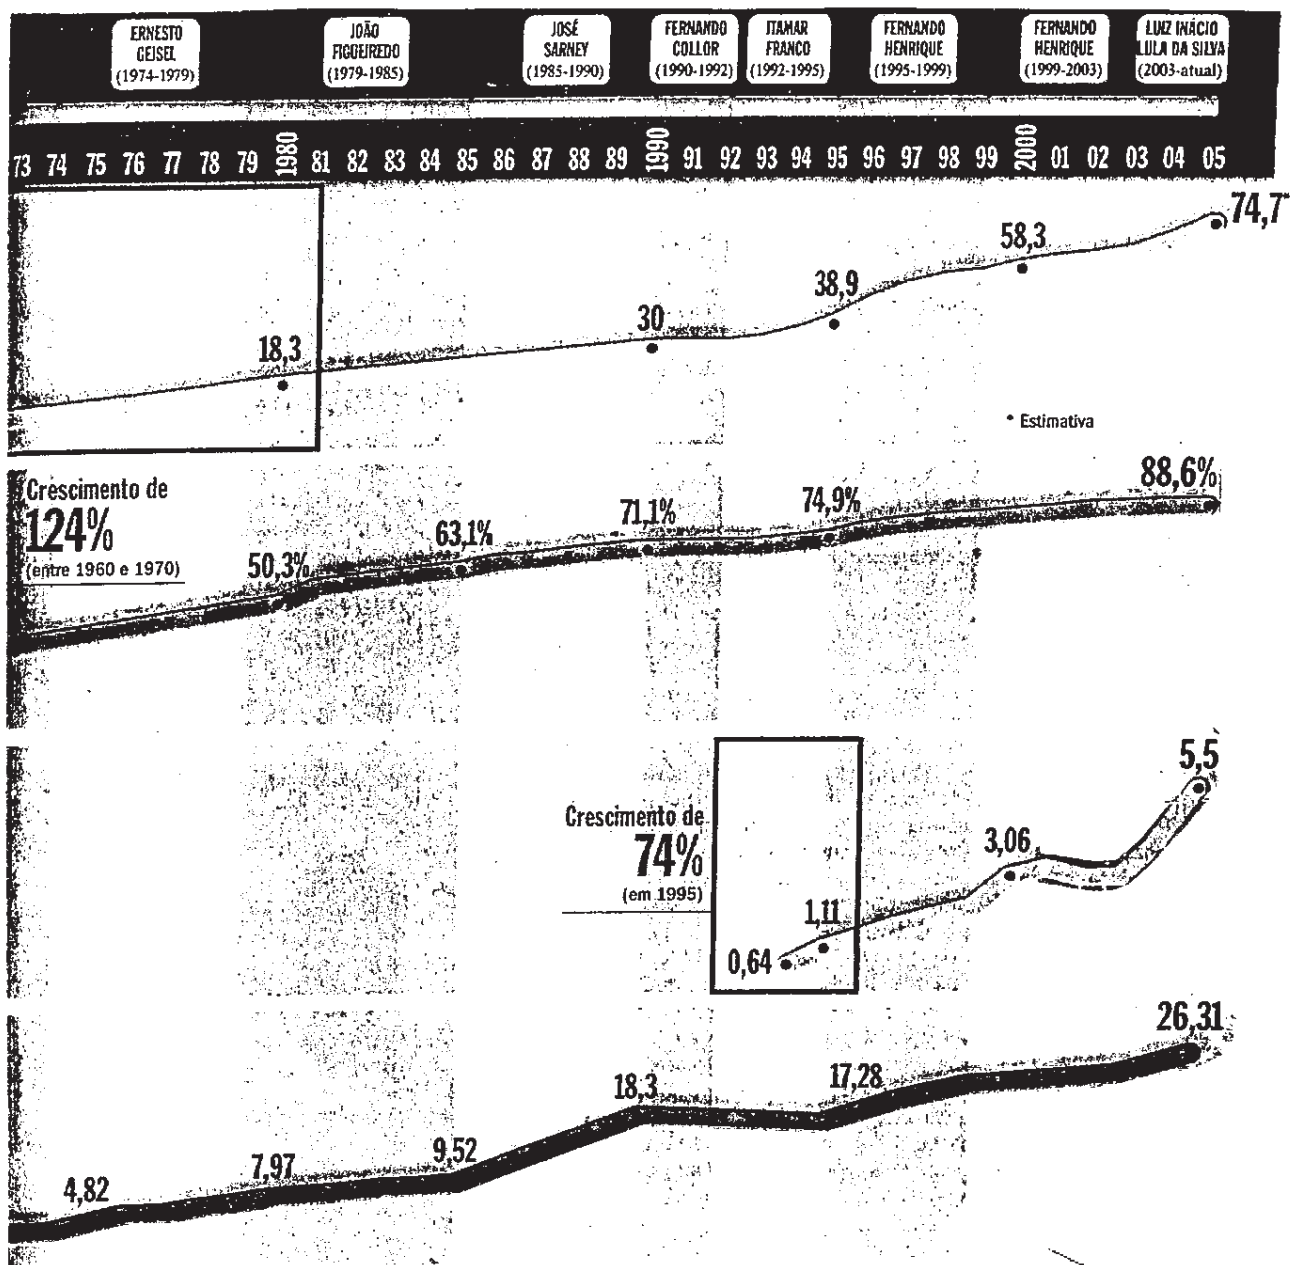 ERNESTO
GEISEL
(1974-1979)
JOÃO
FIGUEIREDO
(1979-1985)
JOSÉ
SARNEY
(1985-1990)
FERNANDO
COLLOR
(1990-1992)
ITAMAR
FRANCO
(1992-1995)
FERNANDO
HENRIQUE
(1995-1999)
FERNANDO
HENRIQUE
(1999-2003)
LUIZ INÁCIO
LULA DA SILVA
(2003-atual)
73 74 75 76 77 78 79 1980 81 82 83 84 85 86 87 88 89 1990 91 92 93 94 95 96 97 98 99 2000 01 02 03 04 05
74,7*
58,3
38,9
30
18,3
* Estimativa
Crescimento de
124%
(entre 1960 e 1970)
50,3%
63,1%
71,1%
74,9%
88,6%
Crescimento de
74%
(em 1995)
0,64
1,11
3,06
5,5
4,82
7,97
9,52
18,3
17,28
26,31